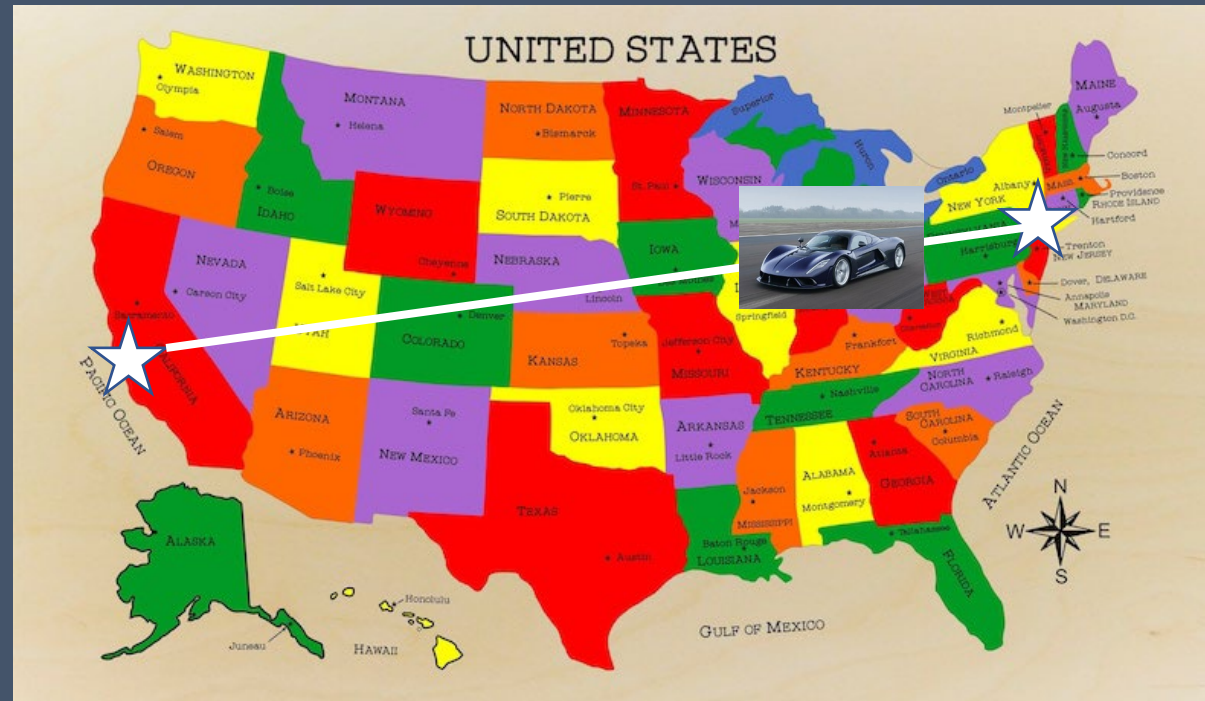 UNITED STATES
WASHINGTON
Olympia
MONTANA
Helena
NORTH DAKOTA
Bismarck
MINNESOTA
St. Paul
Superior
Huron
Ontario
MAINE
Augusta
Montpelier
Concord
Boston
Providence
RHODE ISLAND
Hartford
MASS.
Albany
NEW YORK
Salem
OREGON
Boise
IDAHO
WYOMING
Cheyenne
Pierre
SOUTH DAKOTA
WISCONSIN
IOWA
NEBRASKA
Lincoln
NEVADA
Carson City
Salt Lake City
UTAH
Denver
COLORADO
Sacramento
CALIFORNIA
PACIFIC OCEAN
Topeka
KANSAS
Jefferson City
MISSOURI
Springfield
Frankfort
KENTUCKY
Harrisburg
Trenton
NEW JERSEY
Dover, DELAWARE
Annapolis
MARYLAND
Washington D.C.
Richmond
VIRGINIA
Raleigh
NORTH
CAROLINA
Nashville
TENNESSEE
SOUTH
CAROLINA
Columbia
ARIZONA
Phoenix
Santa Fe
NEW MEXICO
Oklahoma City
OKLAHOMA
ARKANSAS
Little Rock
Jackson
MISSISSIPPI
ALABAMA
Montgomery
Atlanta
GEORGIA
ATLANTIC OCEAN
TEXAS
Austin
Baton Rouge
LOUISIANA
Tallahassee
FLORIDA
GULF OF MEXICO
ALASKA
Juneau
Honolulu
HAWAII
N
W
E
S